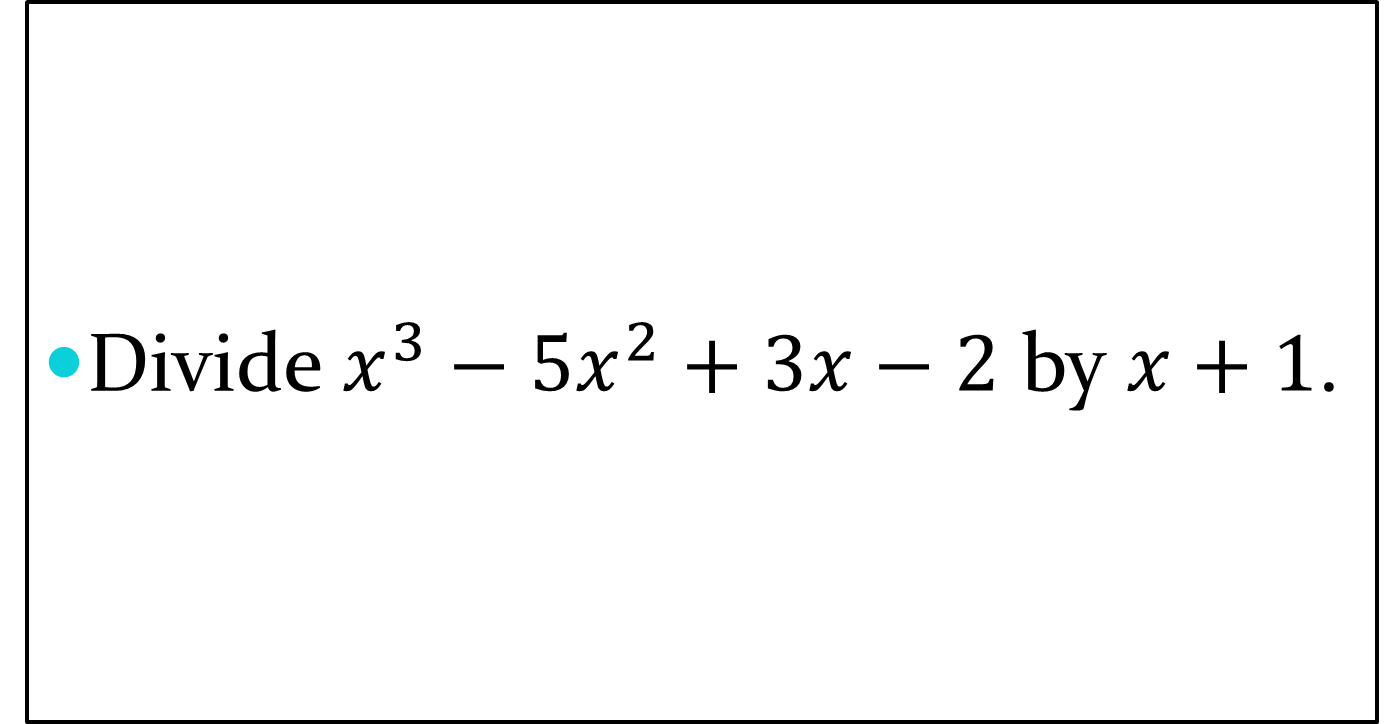 •Divide 𝑥³ − 5𝑥² + 3𝑥 − 2 by 𝑥 + 1.